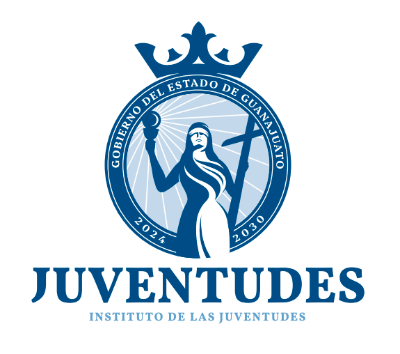 GOBIERNO DEL ESTADO DE GUANAJUATO
2024
2030
JUVENTUDES
INSTITUTO DE LAS JUVENTUDES